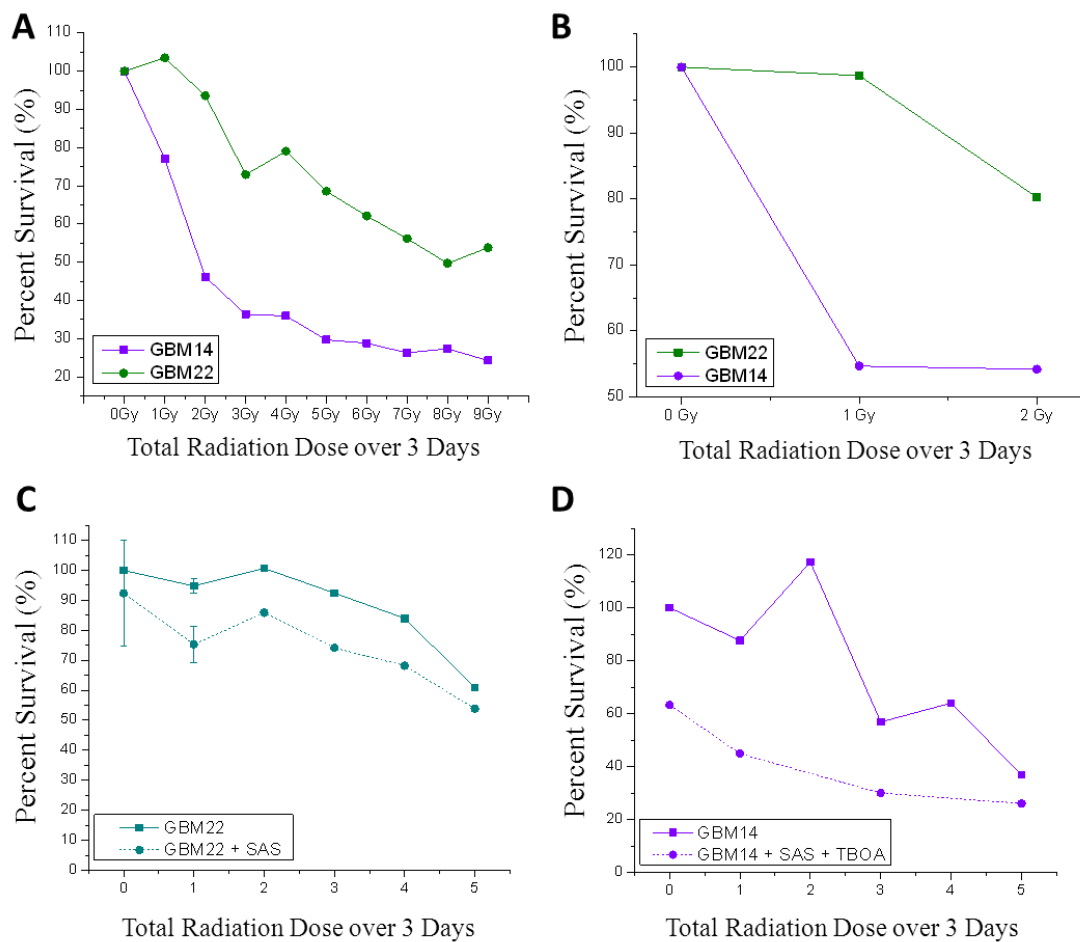 A
Percent Survival (%)
110
100
90
80
70
60
50
40
30
20
GBM14
GBM22
0Gy 1Gy 2Gy 3Gy 4Gy 5Gy 6Gy 7Gy 8Gy 9Gy
Total Radiation Dose over 3 Days
B
Percent Survival (%)
100
90
80
70
60
50
GBM22
GBM14
0 Gy 1 Gy 2 Gy
Total Radiation Dose over 3 Days
C
Percent Survival (%)
110
100
90
80
70
60
50
40
30
20
10
0
GBM22
GBM22 + SAS
0 1 2 3 4 5
Total Radiation Dose over 3 Days
D
Percent Survival (%)
120
100
80
60
40
20
0
GBM14
GBM14 + SAS + TBOA
0 1 2 3 4 5
Total Radiation Dose over 3 Days